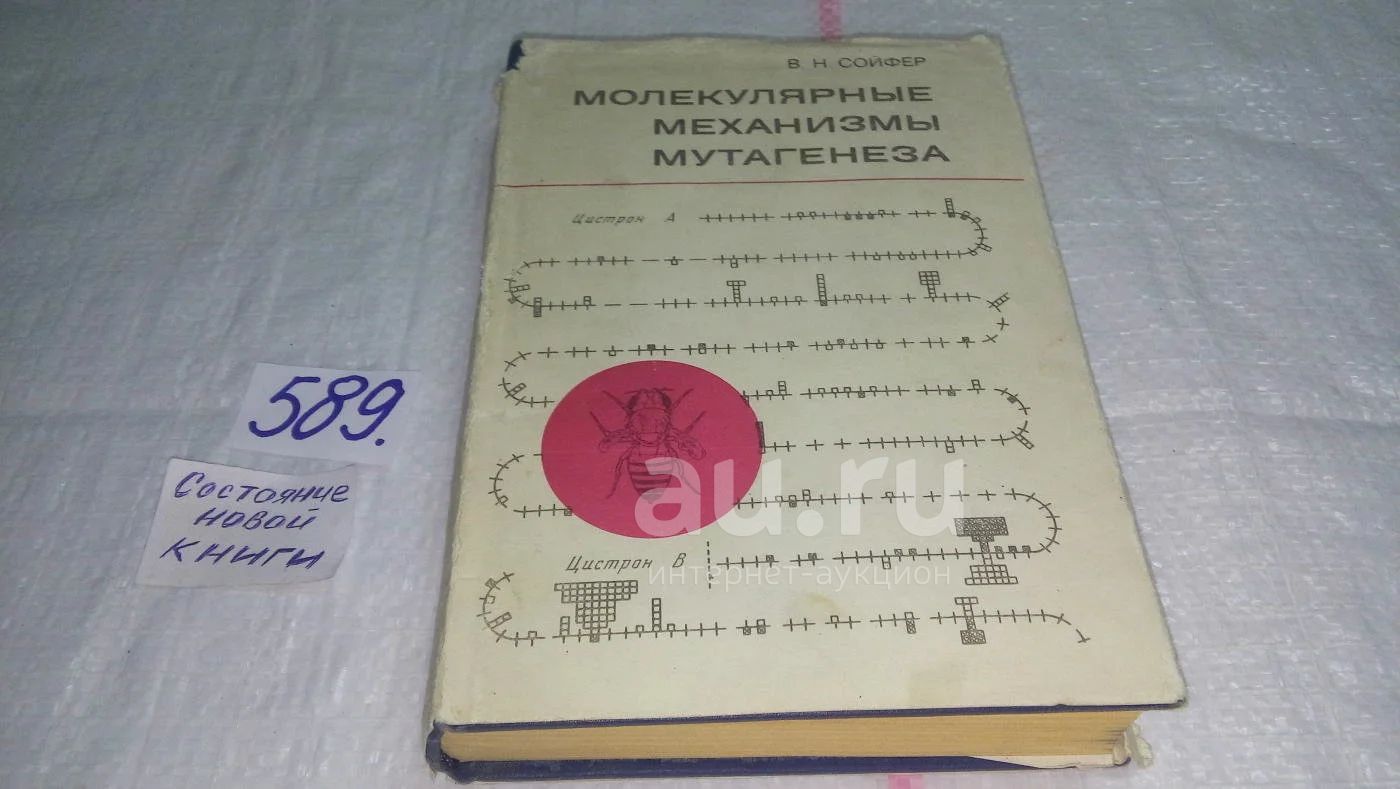 В. Н. СОЙФЕР
МОЛЕКУЛЯРНЫЕ
МЕХАНИЗМЫ
МУТАГЕНЕЗА
Цистрон А
589.
Состояние
новой
книги
au.ru
интернет-аукцион
Цистрон В